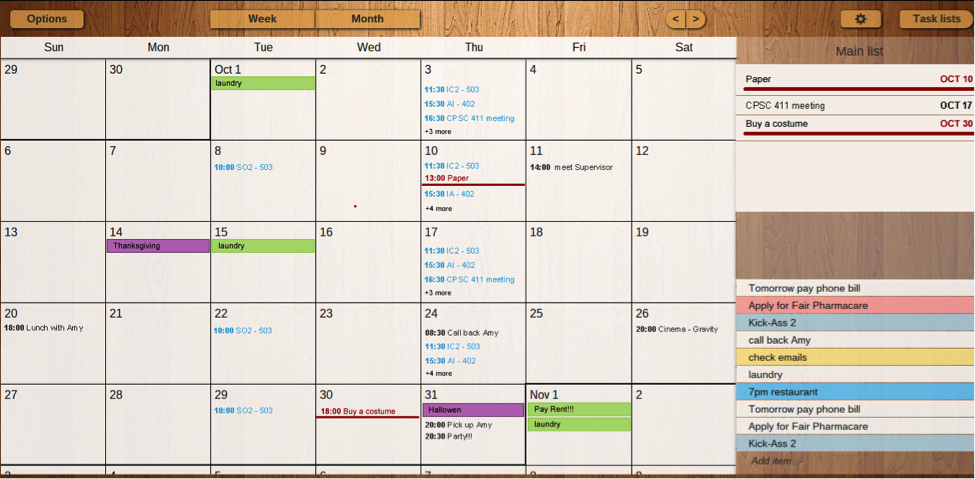 Options
Week
Month
<
>
Task lists
Sun
Mon
Tue
Wed
Thu
Fri
Sat
Main list
29
30
Oct 1
laundry
2
3
11:30 IC2 - 503
15:30 AI - 402
16:30 CPSC 411 meeting
+3 more
4
5
Paper OCT 10
CPSC 411 meeting OCT 17
Buy a costume OCT 30
6
7
8
10:00 SO2 - 503
9
10
11:30 IC2 - 503
13:00 Paper
15:30 IA - 402
+4 more
11
14:00 meet Supervisor
12
13
14
Thanksgiving
15
laundry
16
17
11:30 IC2 - 503
15:30 AI - 402
16:30 CPSC 411 meeting
+3 more
18
19
20
18:00 Lunch with Amy
21
22
10:00 SO2 - 503
23
24
08:30 Call back Amy
11:30 IC2 - 503
15:30 AI - 402
+4 more
25
26
20:00 Cinema - Gravity
27
28
29
10:00 SO2 - 503
30
18:00 Buy a costume
31
Hallowen
20:00 Pick up Amy
20:30 Party!!!
Nov 1
Pay Rent!!!
laundry
2
Tomorrow pay phone bill
Apply for Fair Pharmacare
Kick-Ass 2
call back Amy
check emails
laundry
7pm restaurant
Tomorrow pay phone bill
Apply for Fair Pharmacare
Kick-Ass 2
Add item...